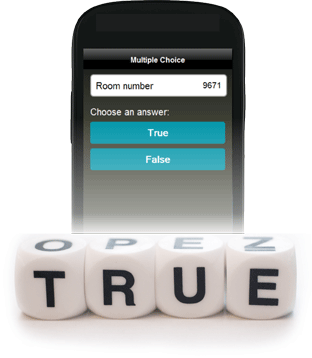 Multiple Choice
Room number 9671
Choose an answer:
True
False
O P E Z
TRUE